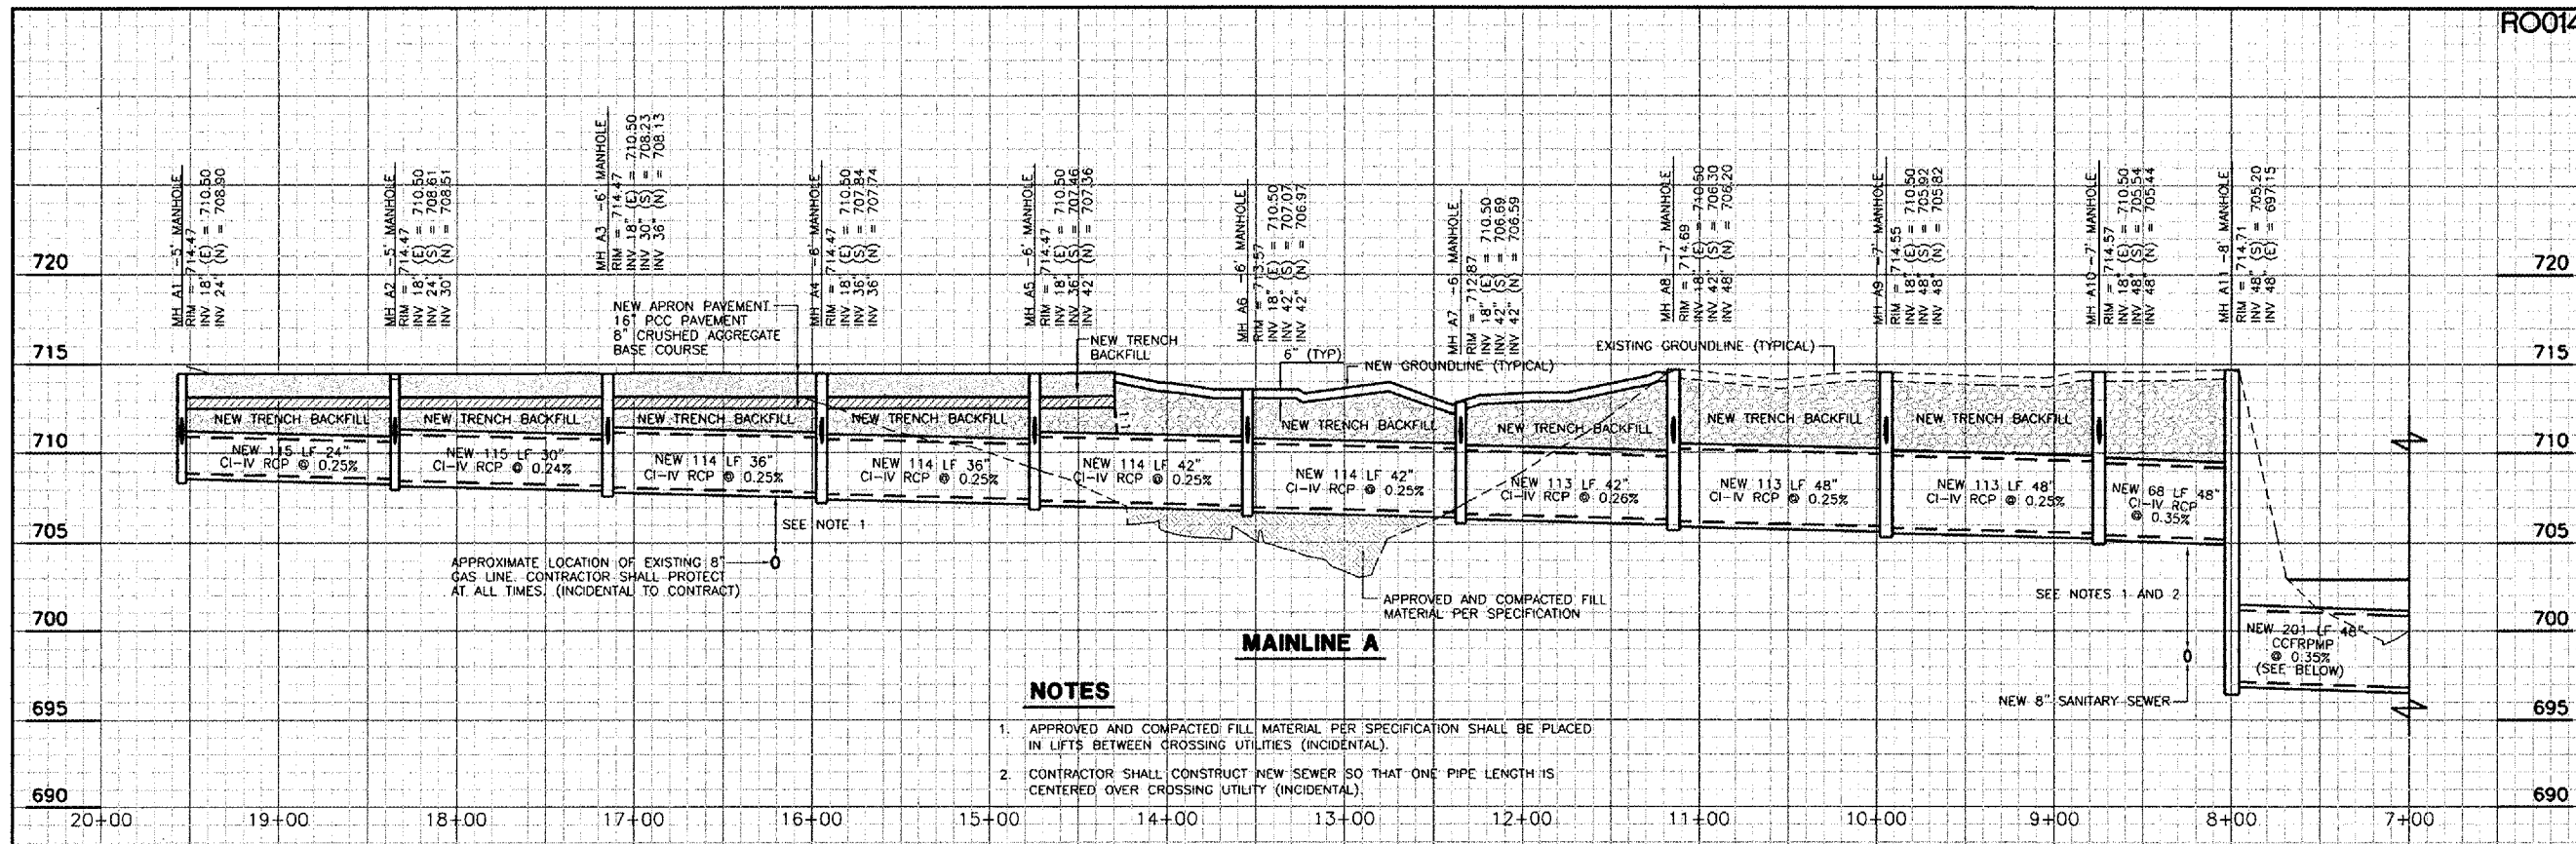 RO014
MH A1 -5' MANHOLE
RIM = 714.47
INV 18" (E) = 710.50
INV 24" (N) = 708.90
MH A2 -5' MANHOLE
RIM = 714.47
INV 18" (E) = 710.50
INV 24" (S) = 708.61
INV 30" (N) = 708.51
MH A3 -6' MANHOLE
RIM = 714.47
INV 18" (E) = 710.50
INV 30" (S) = 708.23
INV 36" (N) = 708.13
MH A4 -6' MANHOLE
RIM = 714.47
INV 18" (E) = 710.50
INV 36" (S) = 707.84
INV 36" (N) = 707.74
MH A5 -6' MANHOLE
RIM = 714.47
INV 18" (E) = 710.50
INV 36" (S) = 707.46
INV 42" (N) = 707.36
MH A6 -6' MANHOLE
RIM = 713.57
INV 18" (E) = 710.50
INV 42" (S) = 707.07
INV 42" (N) = 706.97
MH A7 -6' MANHOLE
RIM = 712.87
INV 18" (E) = 710.50
INV 42" (S) = 706.69
INV 42" (N) = 706.59
MH A8 -7' MANHOLE
RIM = 714.69
INV 18" (E) = 710.50
INV 42" (S) = 706.30
INV 48" (N) = 706.20
MH A9 -7' MANHOLE
RIM = 714.55
INV 18" (E) = 710.50
INV 48" (S) = 705.92
INV 48" (N) = 705.82
MH A10 -7' MANHOLE
RIM = 714.57
INV 18" (E) = 710.50
INV 48" (S) = 705.54
INV 48" (N) = 705.44
MH A11 -8' MANHOLE
RIM = 714.71
INV 48" (S) = 705.20
INV 48" (E) = 697.15
720
720
NEW APRON PAVEMENT
16" PCC PAVEMENT
8" CRUSHED AGGREGATE
BASE COURSE
NEW TRENCH
BACKFILL
6" (TYP)
NEW GROUNDLINE (TYPICAL)
EXISTING GROUNDLINE (TYPICAL)
715
715
NEW TRENCH BACKFILL
NEW TRENCH BACKFILL
NEW TRENCH BACKFILL
NEW TRENCH BACKFILL
NEW TRENCH BACKFILL
NEW TRENCH BACKFILL
NEW TRENCH BACKFILL
NEW TRENCH BACKFILL
710
710
NEW 115 LF 24"
CI-IV RCP @ 0.25%
NEW 115 LF 30"
CI-IV RCP @ 0.24%
NEW 114 LF 36"
CI-IV RCP @ 0.25%
NEW 114 LF 36"
CI-IV RCP @ 0.25%
NEW 114 LF 42"
CI-IV RCP @ 0.25%
NEW 114 LF 42"
CI-IV RCP @ 0.25%
NEW 113 LF 42"
CI-IV RCP @ 0.26%
NEW 113 LF 48"
CI-IV RCP @ 0.25%
NEW 113 LF 48"
CI-IV RCP @ 0.25%
NEW 68 LF 48"
CI-IV RCP
@ 0.35%
SEE NOTE 1
705
705
APPROXIMATE LOCATION OF EXISTING 8"
GAS LINE. CONTRACTOR SHALL PROTECT
AT ALL TIMES. (INCIDENTAL TO CONTRACT)
APPROVED AND COMPACTED FILL
MATERIAL PER SPECIFICATION
SEE NOTES 1 AND 2
700
700
NEW 201 LF 48"
CCFRPMP
@ 0.35%
(SEE BELOW)
MAINLINE A
NEW 8" SANITARY SEWER
695
695
NOTES
1. APPROVED AND COMPACTED FILL MATERIAL PER SPECIFICATION SHALL BE PLACED
IN LIFTS BETWEEN CROSSING UTILITIES (INCIDENTAL).
2. CONTRACTOR SHALL CONSTRUCT NEW SEWER SO THAT ONE PIPE LENGTH IS
CENTERED OVER CROSSING UTILITY (INCIDENTAL).
690
690
20+00 19+00 18+00 17+00 16+00 15+00 14+00 13+00 12+00 11+00 10+00 9+00 8+00 7+00